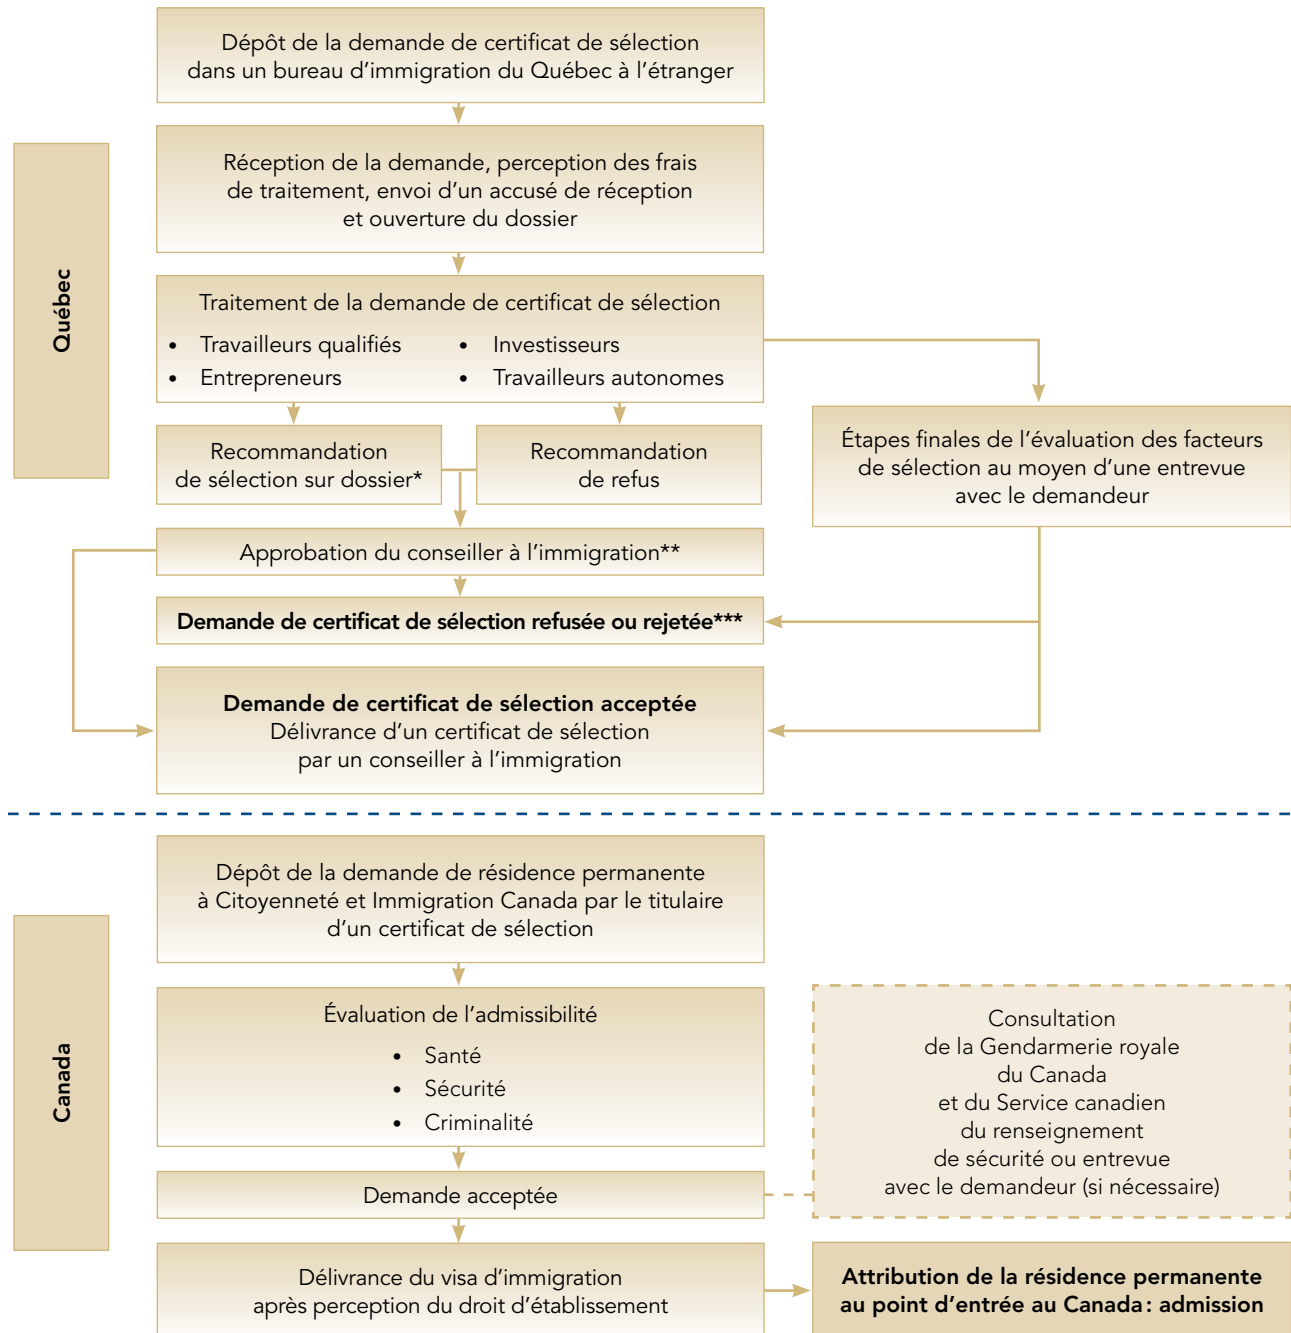 Dépôt de la demande de certificat de sélection
dans un bureau d'immigration du Québec à l'étranger
Québec
Réception de la demande, perception des frais
de traitement, envoi d'un accusé de réception
et ouverture du dossier
Traitement de la demande de certificat de sélection
• Travailleurs qualifiés
• Entrepreneurs
• Investisseurs
• Travailleurs autonomes
Recommandation
de sélection sur dossier*
Recommandation
de refus
Étapes finales de l'évaluation des facteurs
de sélection au moyen d'une entrevue
avec le demandeur
Approbation du conseiller à l'immigration**
Demande de certificat de sélection refusée ou rejetée***
Demande de certificat de sélection acceptée
Délivrance d'un certificat de sélection
par un conseiller à l'immigration
Canada
Dépôt de la demande de résidence permanente
à Citoyenneté et Immigration Canada par le titulaire
d'un certificat de sélection
Évaluation de l'admissibilité
• Santé
• Sécurité
• Criminalité
Consultation
de la Gendarmerie royale
du Canada
et du Service canadien
du renseignement
de sécurité ou entrevue
avec le demandeur (si nécessaire)
Demande acceptée
Délivrance du visa d'immigration
après perception du droit d'établissement
Attribution de la résidence permanente
au point d'entrée au Canada : admission